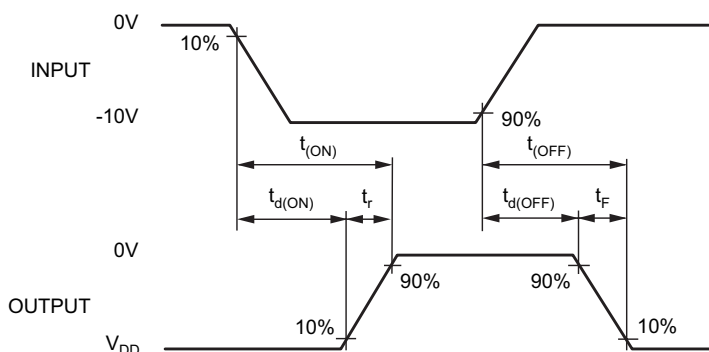 0V
10%
INPUT
-10V
90%
t(ON)
t(OFF)
td(ON)
tr
td(OFF)
tF
0V
90%
90%
OUTPUT
10%
10%
VDD